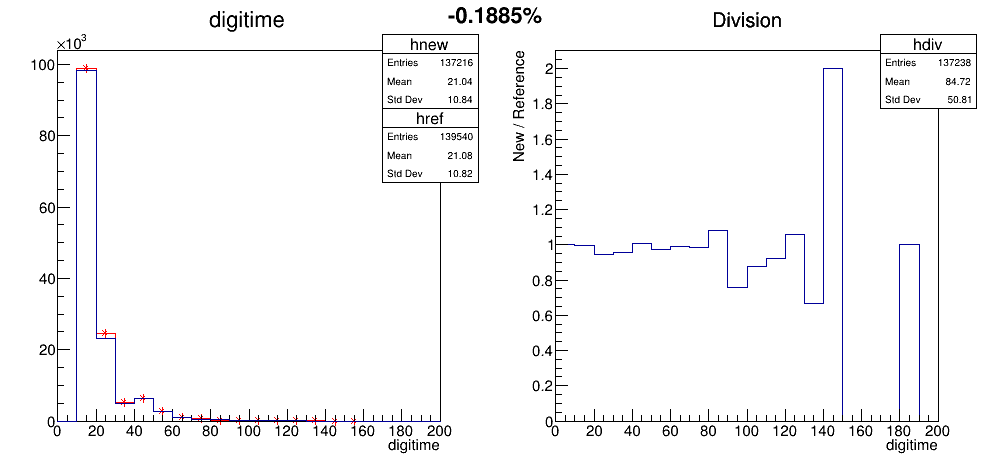 -0.1885%
digitime
×10³
hnew
Entries 137216
Mean 21.04
Std Dev 10.84
href
Entries 139540
Mean 21.08
Std Dev 10.82
100
80
60
40
20
0
0 20 40 60 80 100 120 140 160 180 200
digitime
Division
hdiv
Entries 137238
Mean 84.72
Std Dev 50.81
New / Reference
2
1.8
1.6
1.4
1.2
1
0.8
0.6
0.4
0.2
0
0 20 40 60 80 100 120 140 160 180 200
digitime